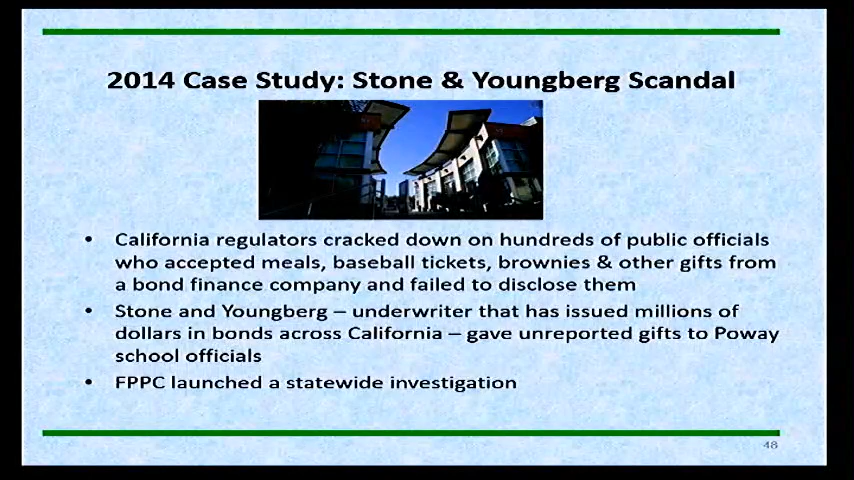 2014 Case Study: Stone & Youngberg Scandal
• California regulators cracked down on hundreds of public officials
who accepted meals, baseball tickets, brownies & other gifts from
a bond finance company and failed to disclose them
• Stone and Youngberg – underwriter that has issued millions of
dollars in bonds across California – gave unreported gifts to Poway
school officials
• FPPC launched a statewide investigation
48